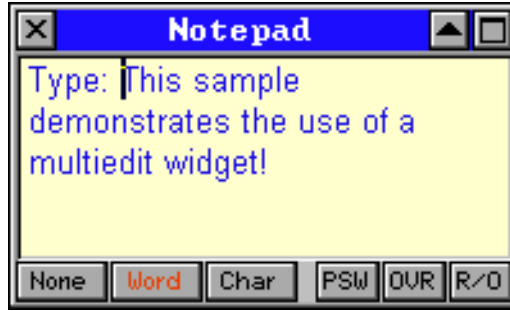 Notepad
Type: This sample
demonstrates the use of a
multiedit widget!
None Word Char PSW OVR R/O